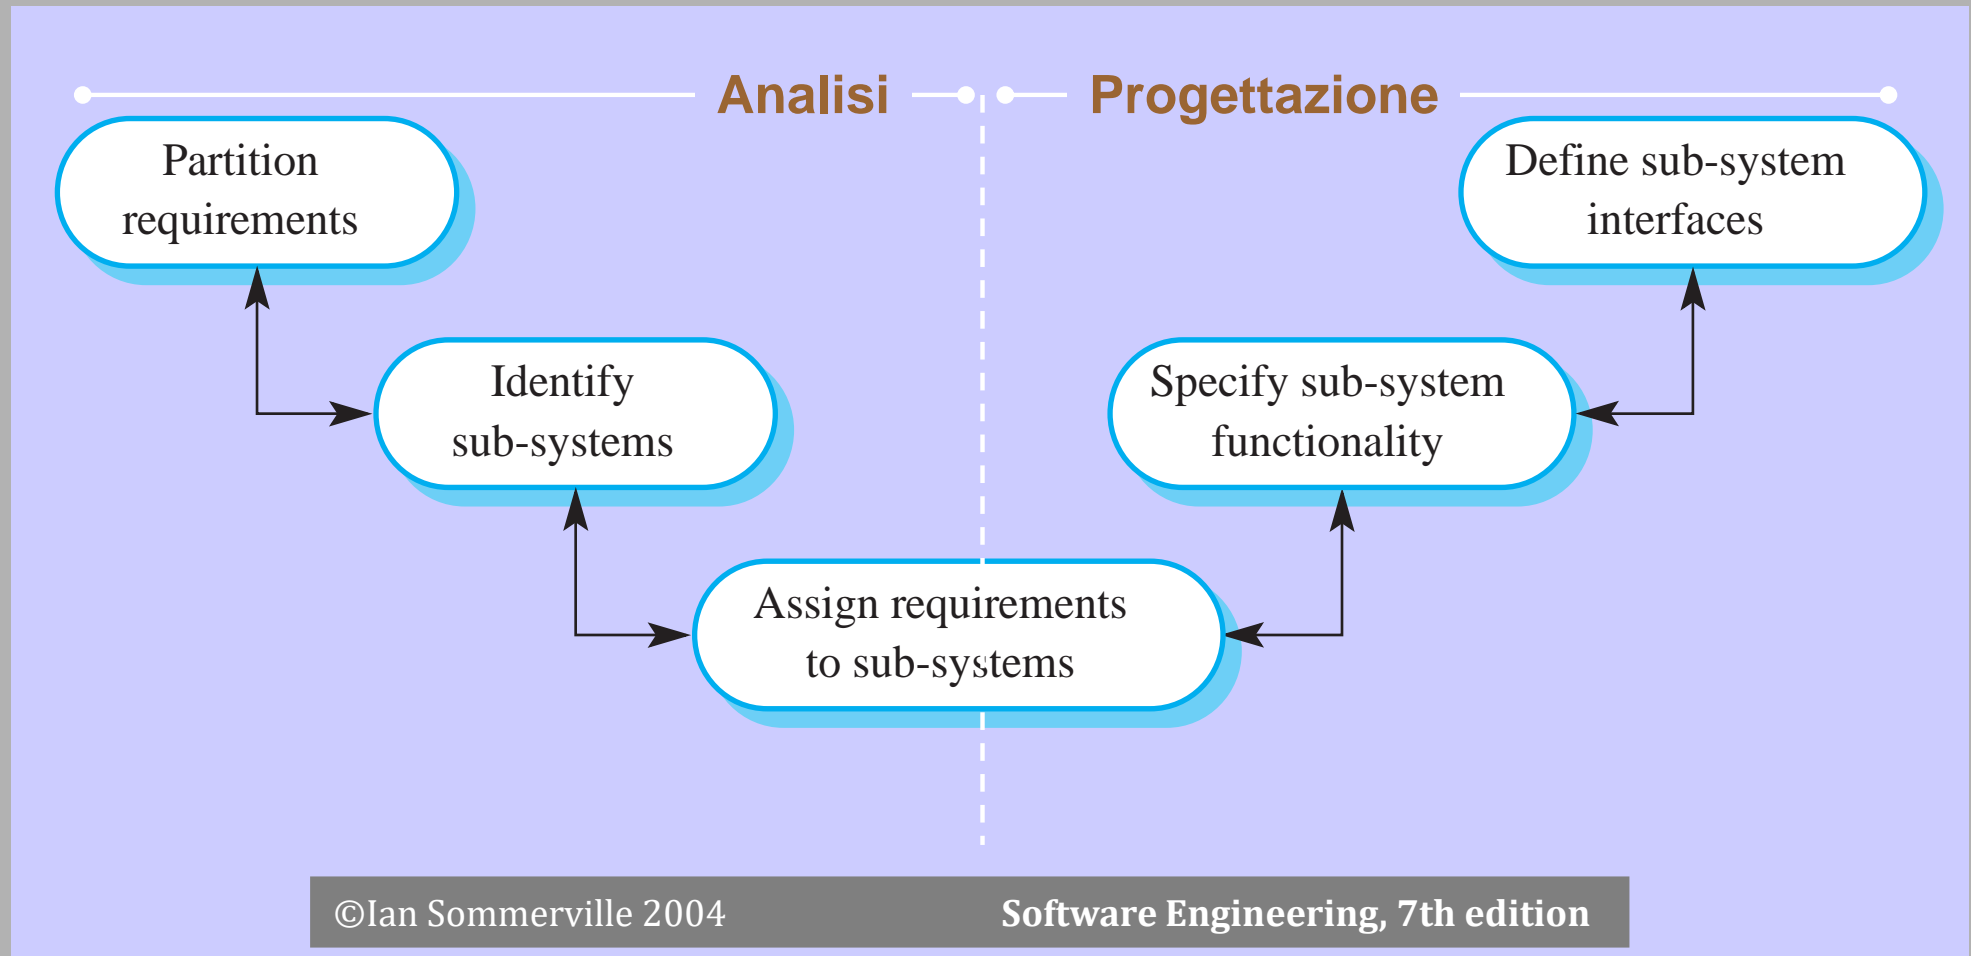 Analisi
Progettazione
Partition
requirements
Define sub-system
interfaces
Identify
sub-systems
Specify sub-system
functionality
Assign requirements
to sub-systems
©Ian Sommerville 2004
Software Engineering, 7th edition